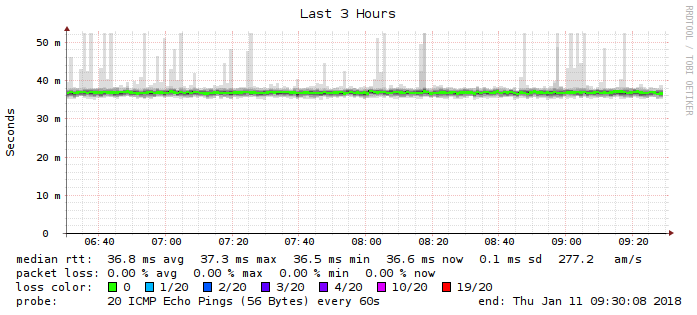 Last 3 Hours
RRDTOOL / TOBI OETIKER
Seconds
50 m
40 m
30 m
20 m
10 m
0
06:40 07:00 07:20 07:40 08:00 08:20 08:40 09:00 09:20
median rtt: 36.8 ms avg 37.3 ms max 36.5 ms min 36.6 ms now 0.1 ms sd 277.2 am/s
packet loss: 0.00 % avg 0.00 % max 0.00 % min 0.00 % now
loss color: 0 1/20 2/20 3/20 4/20 10/20 19/20
probe: 20 ICMP Echo Pings (56 Bytes) every 60s end: Thu Jan 11 09:30:08 2018